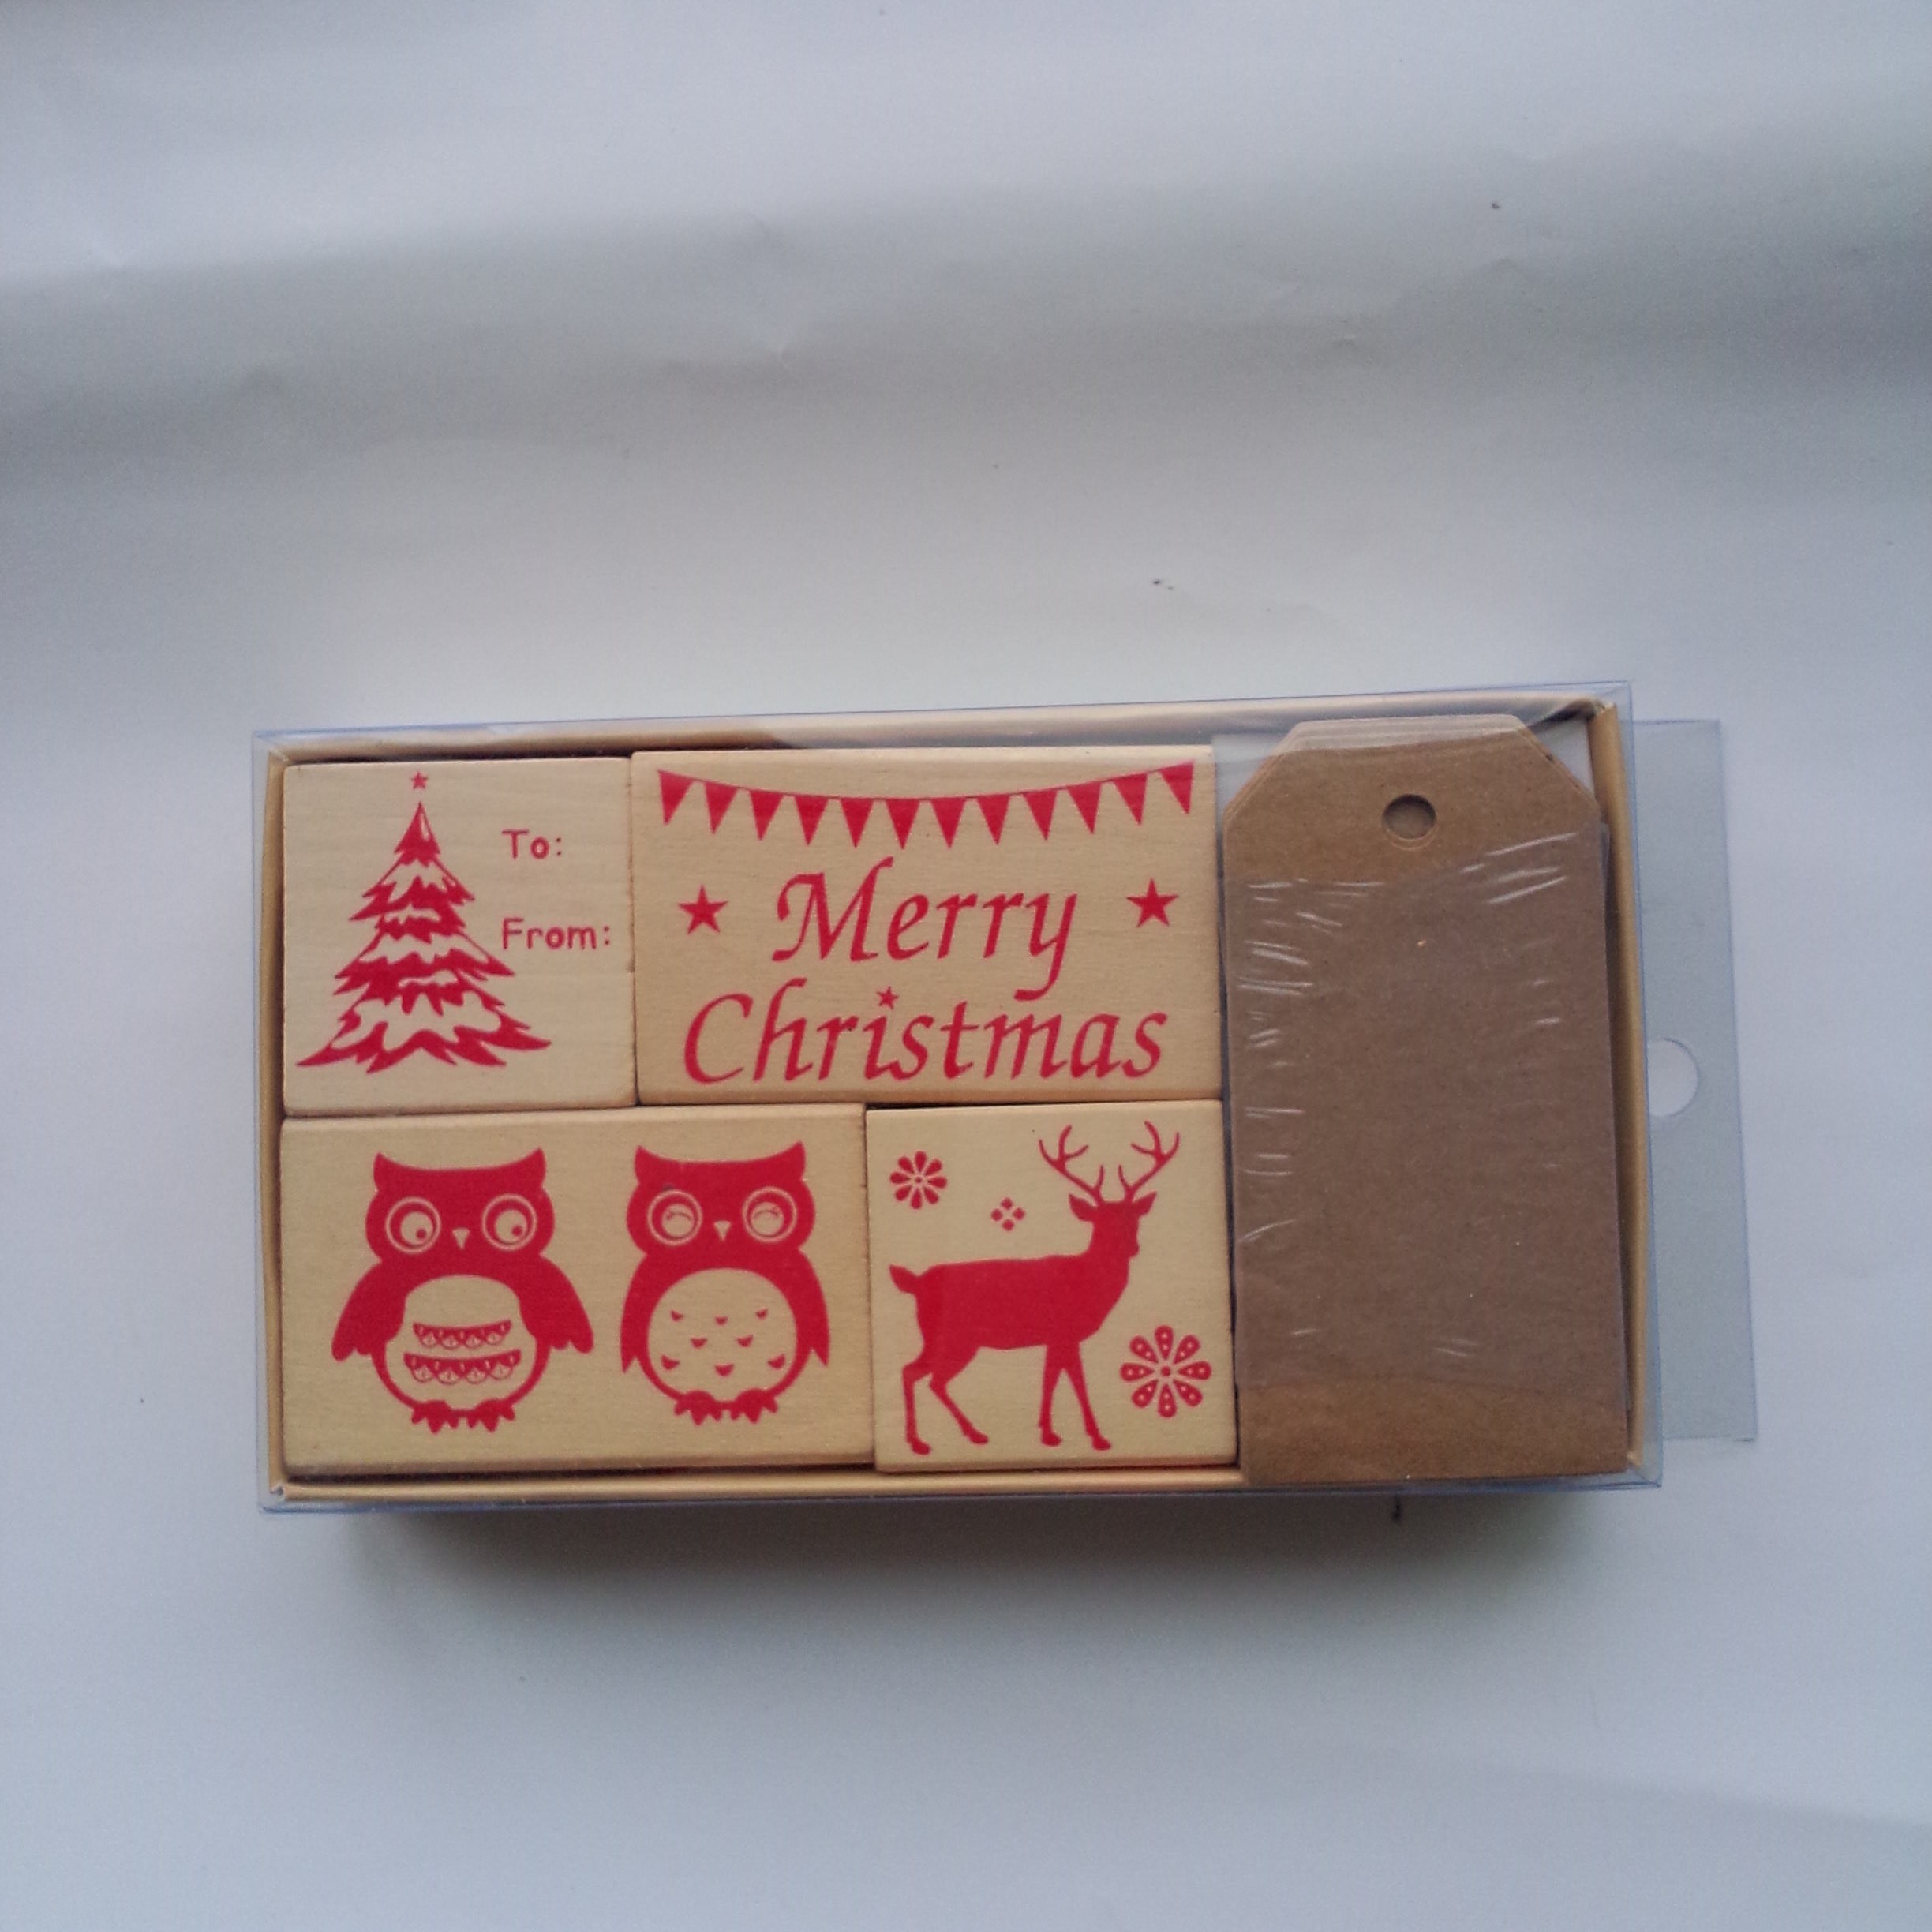 To:
From:
Merry
Christmas